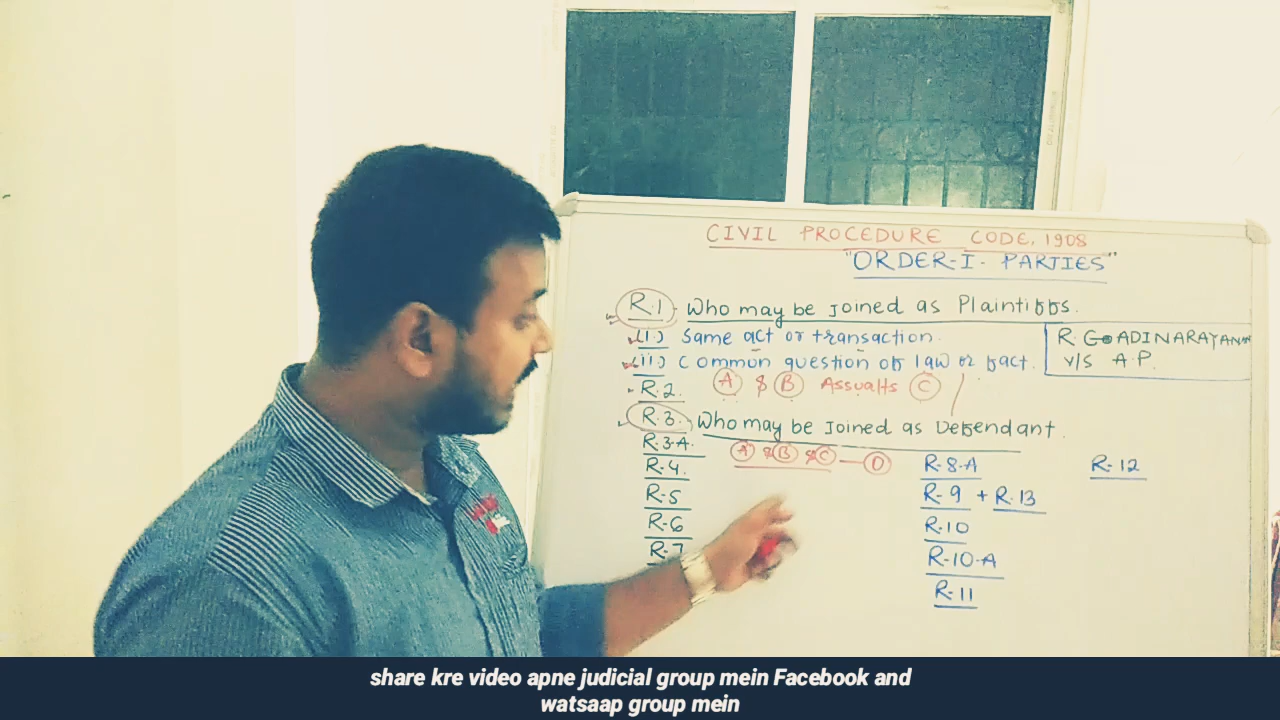 CIVIL PROCEDURE CODE, 1908
"ORDER-I- PARTIES"
R.1 - Who may be Joined as Plaintiffs.
(i.) Same act or transaction.
(ii) Common question of law or fact.
R. G ADINARAYANAN
V/S A.P.
R.2. A & B Assualts C
R.3. Who may be Joined as Defendant.
R.3-A. A & B & C — D
R-4.
R-5
R-6
R-7
R-8-A
R-9 + R.13
R-10
R-10-A
R-11
R-12
share kre video apne judicial group mein Facebook and
watsaap group mein